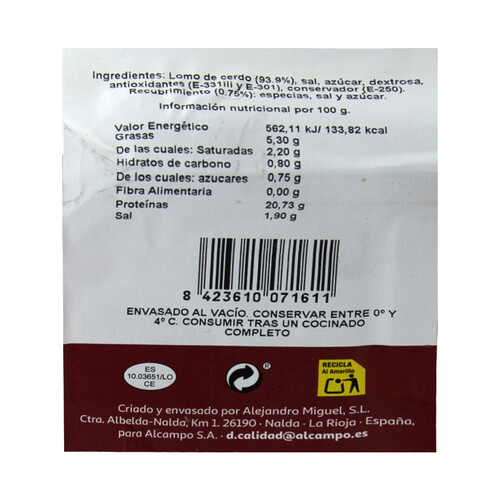 Ingredientes: Lomo de cerdo (93.9%), sal, azúcar, dextrosa,
antioxidantes (E-331iii y E-301), conservador (E-250).
Recubrimiento (0.75%): especias, sal y azúcar.
Información nutricional por 100 g.
Valor Energético 562,11 kJ/ 133,82 kcal
Grasas 5,30 g
De las cuales: Saturadas 2,20 g
Hidratos de carbono 0,80 g
De los cuales: azucares 0,75 g
Fibra Alimentaria 0,00 g
Proteínas 20,73 g
Sal 1,90 g
8 423610 071611
ENVASADO AL VACÍO. CONSERVAR ENTRE 0º Y
4º C. CONSUMIR TRAS UN COCINADO
COMPLETO
ES
10.03651/LO
CE
®
RECICLA
Al Amarillo
Criado y envasado por Alejandro Miguel, S.L.
Ctra. Albelda-Nalda, Km 1. 26190 - Nalda - La Rioja - España,
para Alcampo S.A. - d.calidad@alcampo.es